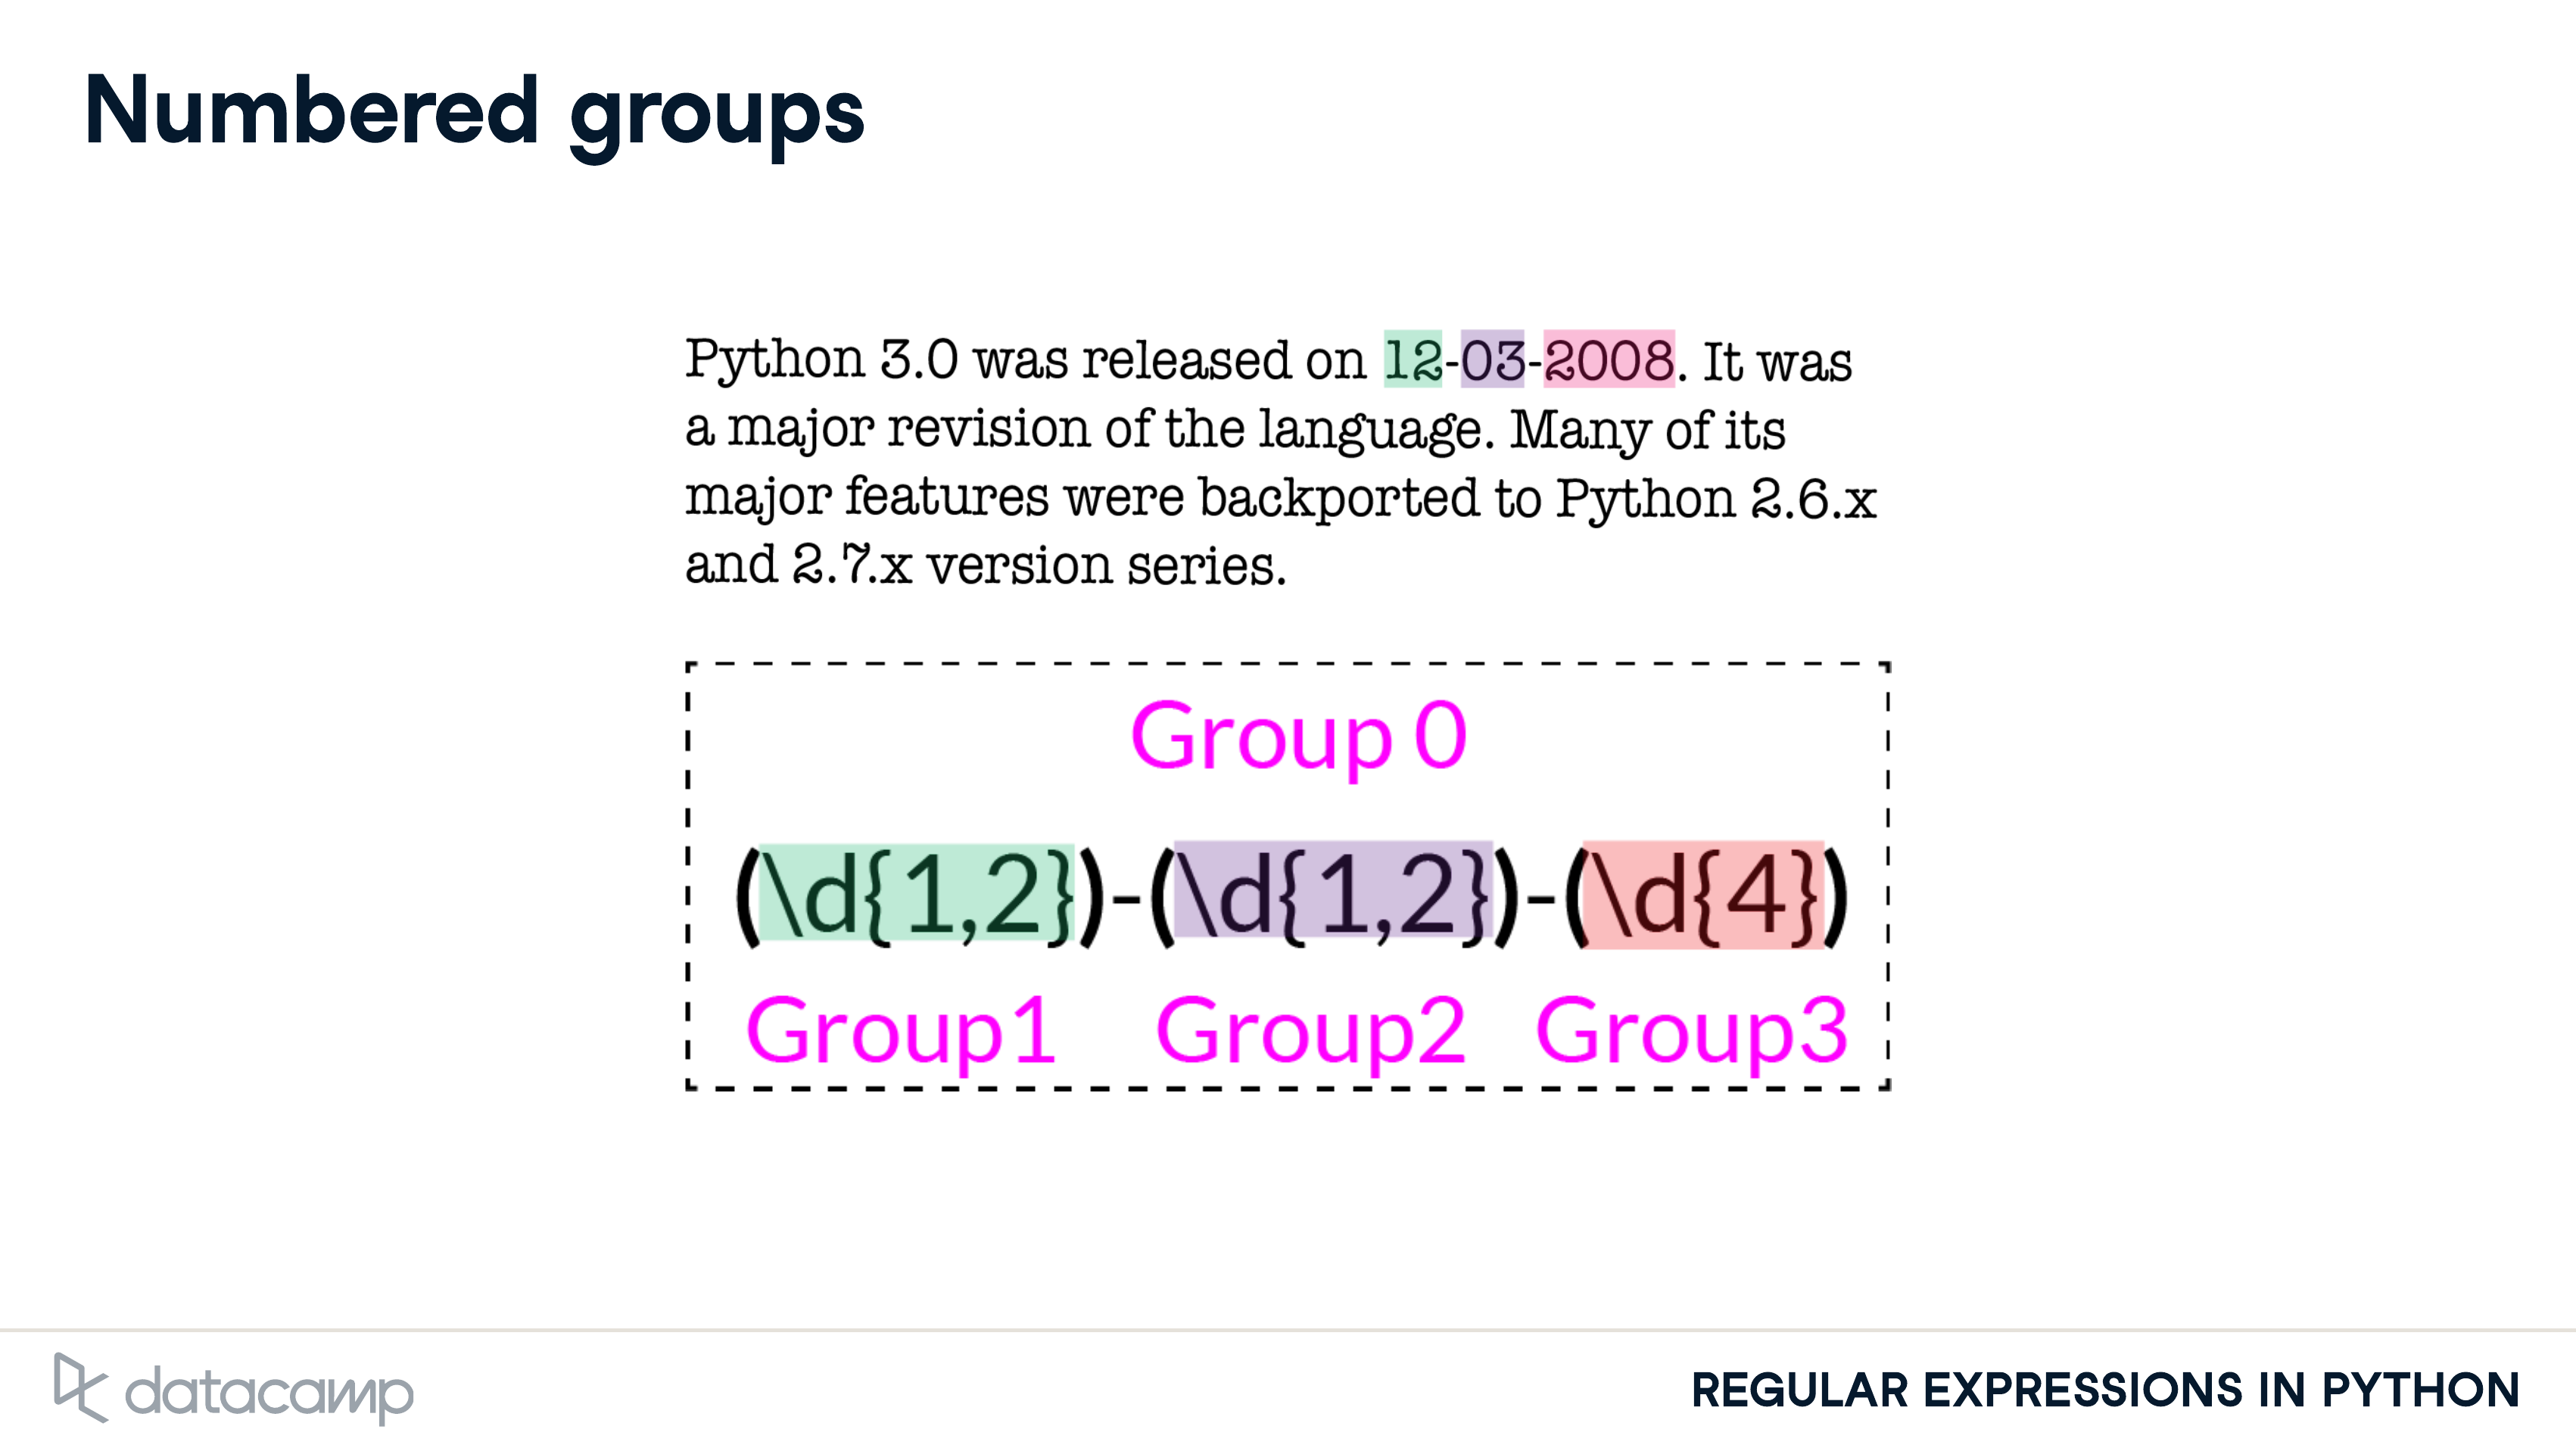 Numbered groups
Python 3.0 was released on 12-03-2008. It was
a major revision of the language. Many of its
major features were backported to Python 2.6.x
and 2.7.x version series.
Group 0
(\d{1,2})-(\d{1,2})-(\d{4})
Group1 Group2 Group3
datacamp
REGULAR EXPRESSIONS IN PYTHON